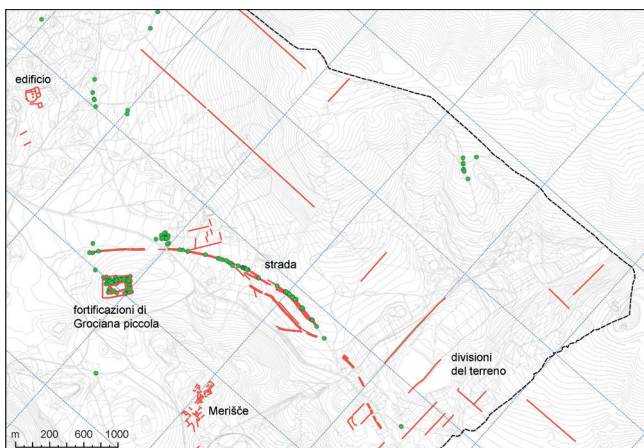 edificio
strada
fortificazioni di
Grociana piccola
divisioni
del terreno
Merišče
m 200 600 1000